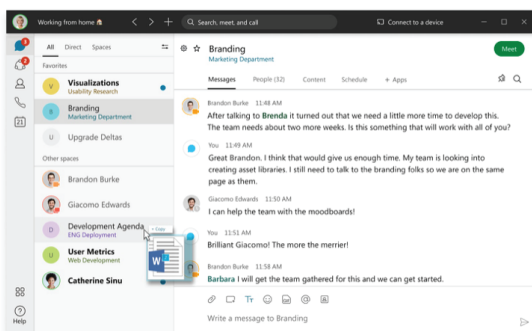 Working from home
Search, meet, and call
Connect to a device
3
2
21
Help
All Direct Spaces
Favorites
V Visualizations
Usability Research
B Branding
Marketing Department
U Upgrade Deltas
Other spaces
Brandon Burke
Giacomo Edwards
D Development Agenda
ENG Deployment
+ Copy
W
U User Metrics
Web Development
Catherine Sinu
Branding
Marketing Department
Meet
Messages People (32) Content Schedule + Apps
Brandon Burke 11:48 AM
After talking to Brenda it turned out that we need a little more time to develop this.
The team needs about two more weeks. Is this something that will work with all of you?
You 11:49 AM
Great Brandon. I think that would give us enough time. My team is looking into
creating asset libraries. I still need to talk to the branding folks so we are on the same
page as them.
Giacomo Edwards 11:50 AM
I can help the team with the moodboards!
You 11:51 AM
Brilliant Giacomo! The more the merrier!
Brandon Burke 11:58 AM
Barbara I will get the team gathered for this and we can get started.
Write a message to Branding